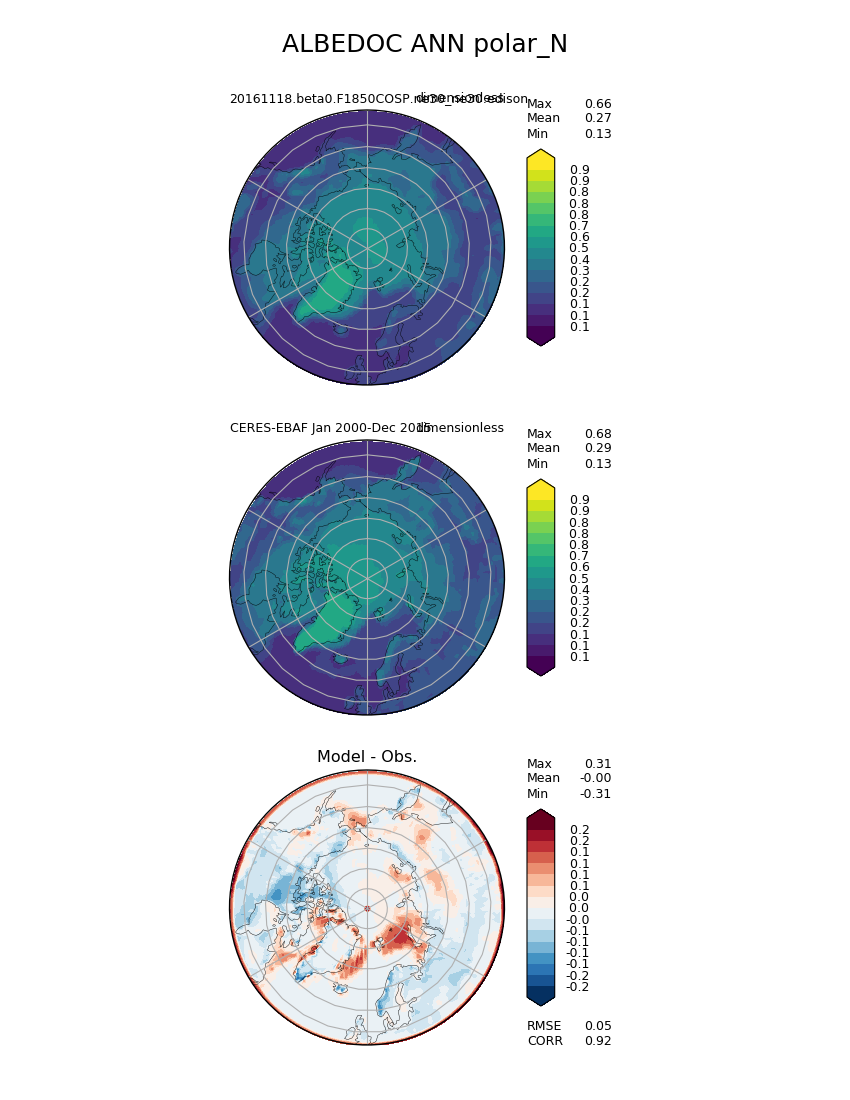 ALBEDOC ANN polar_N
20161118.beta0.F1850COSP.ne30_ne30.edison
dimensionless
Max 0.66
Mean 0.27
Min 0.13
0.9
0.9
0.8
0.8
0.8
0.7
0.6
0.5
0.4
0.3
0.2
0.2
0.1
0.1
0.1
CERES-EBAF Jan 2000-Dec 2015
dimensionless
Max 0.68
Mean 0.29
Min 0.13
0.9
0.9
0.8
0.8
0.8
0.7
0.6
0.5
0.4
0.3
0.2
0.2
0.1
0.1
0.1
Model - Obs.
Max 0.31
Mean -0.00
Min -0.31
0.2
0.2
0.1
0.1
0.1
0.1
0.0
0.0
-0.0
-0.1
-0.1
-0.1
-0.1
-0.2
-0.2
RMSE 0.05
CORR 0.92